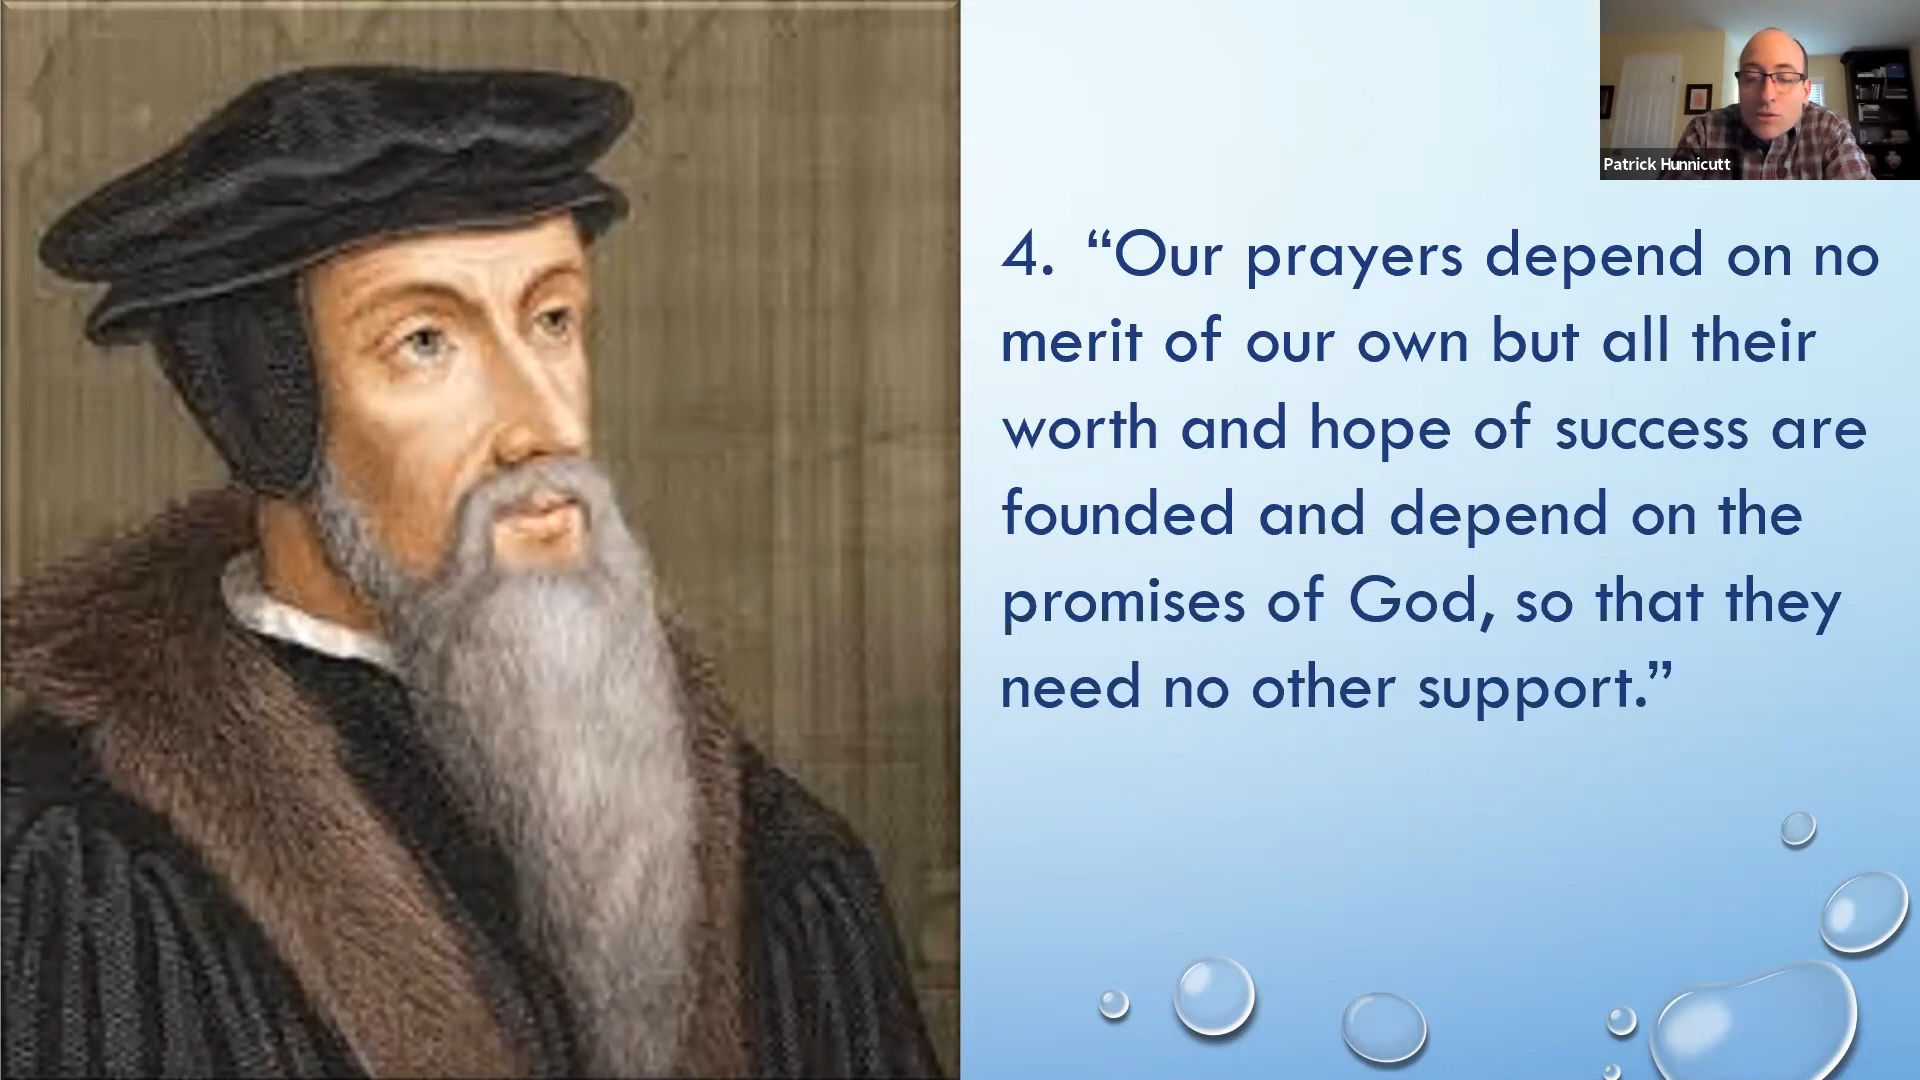 Patrick Hunnicutt
4. “Our prayers depend on no
merit of our own but all their
worth and hope of success are
founded and depend on the
promises of God, so that they
need no other support.”